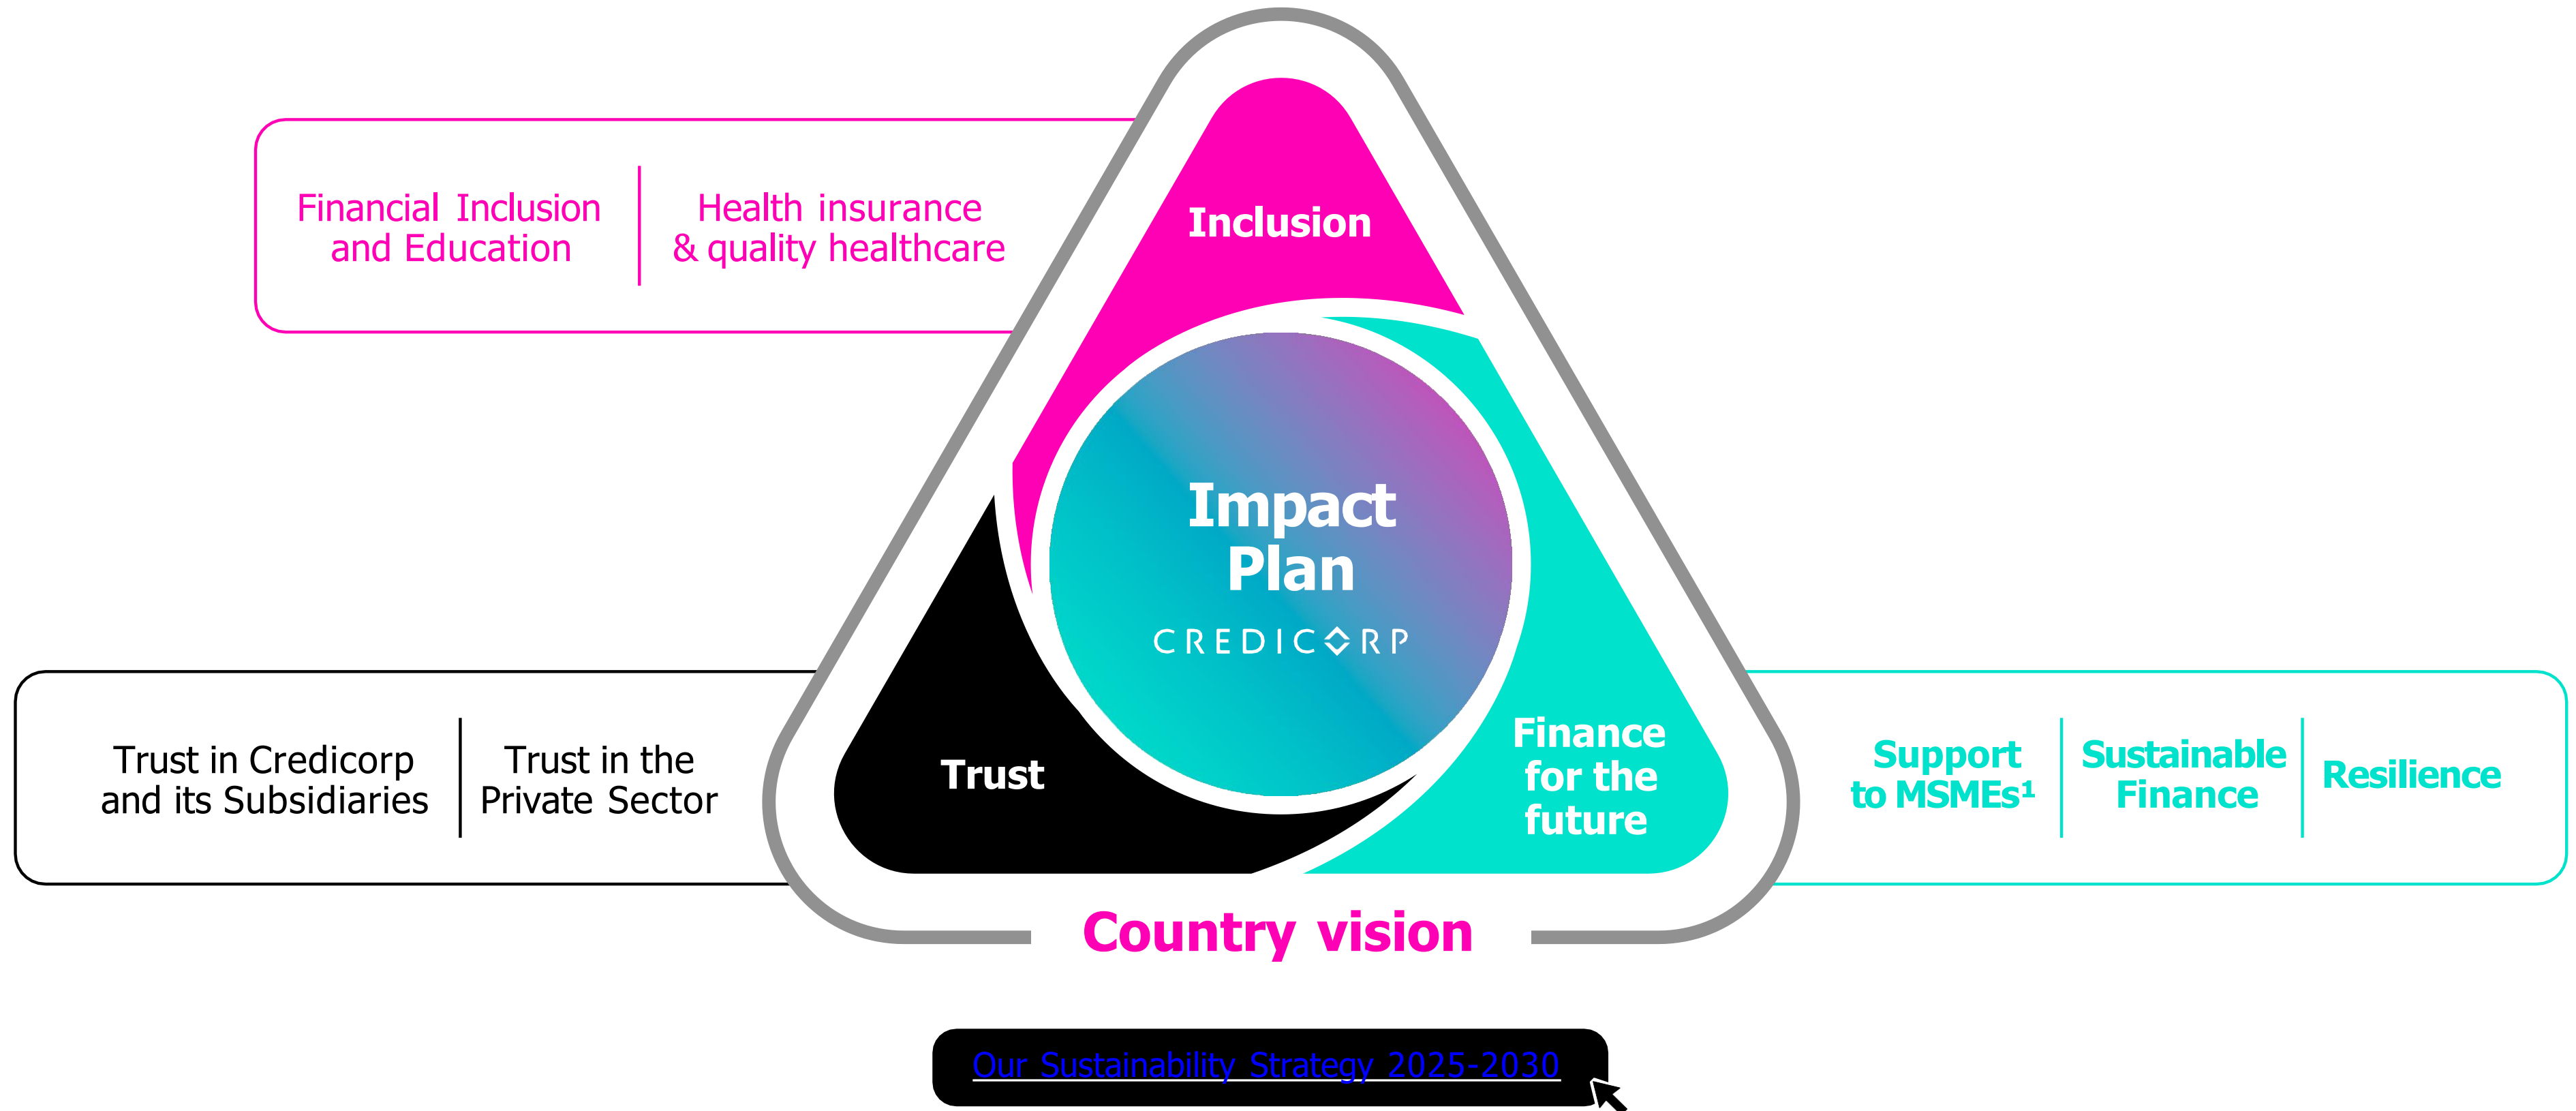 Inclusion
Financial Inclusion
and Education
Health insurance
& quality healthcare
Impact
Plan
CREDICORP
Trust
Trust in Credicorp
and its Subsidiaries
Trust in the
Private Sector
Finance
for the
future
Support
to MSMEs¹
Sustainable
Finance
Resilience
Country vision
Our Sustainability Strategy 2025-2030